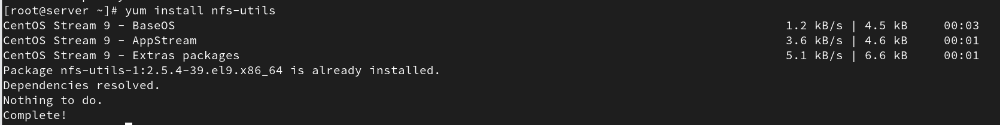 [root@server ~]# yum install nfs-utils
CentOS Stream 9 - BaseOS 1.2 kB/s | 4.5 kB 00:03
CentOS Stream 9 - AppStream 3.6 kB/s | 4.6 kB 00:01
CentOS Stream 9 - Extras packages 5.1 kB/s | 6.6 kB 00:01
Package nfs-utils-1:2.5.4-39.el9.x86_64 is already installed.
Dependencies resolved.
Nothing to do.
Complete!